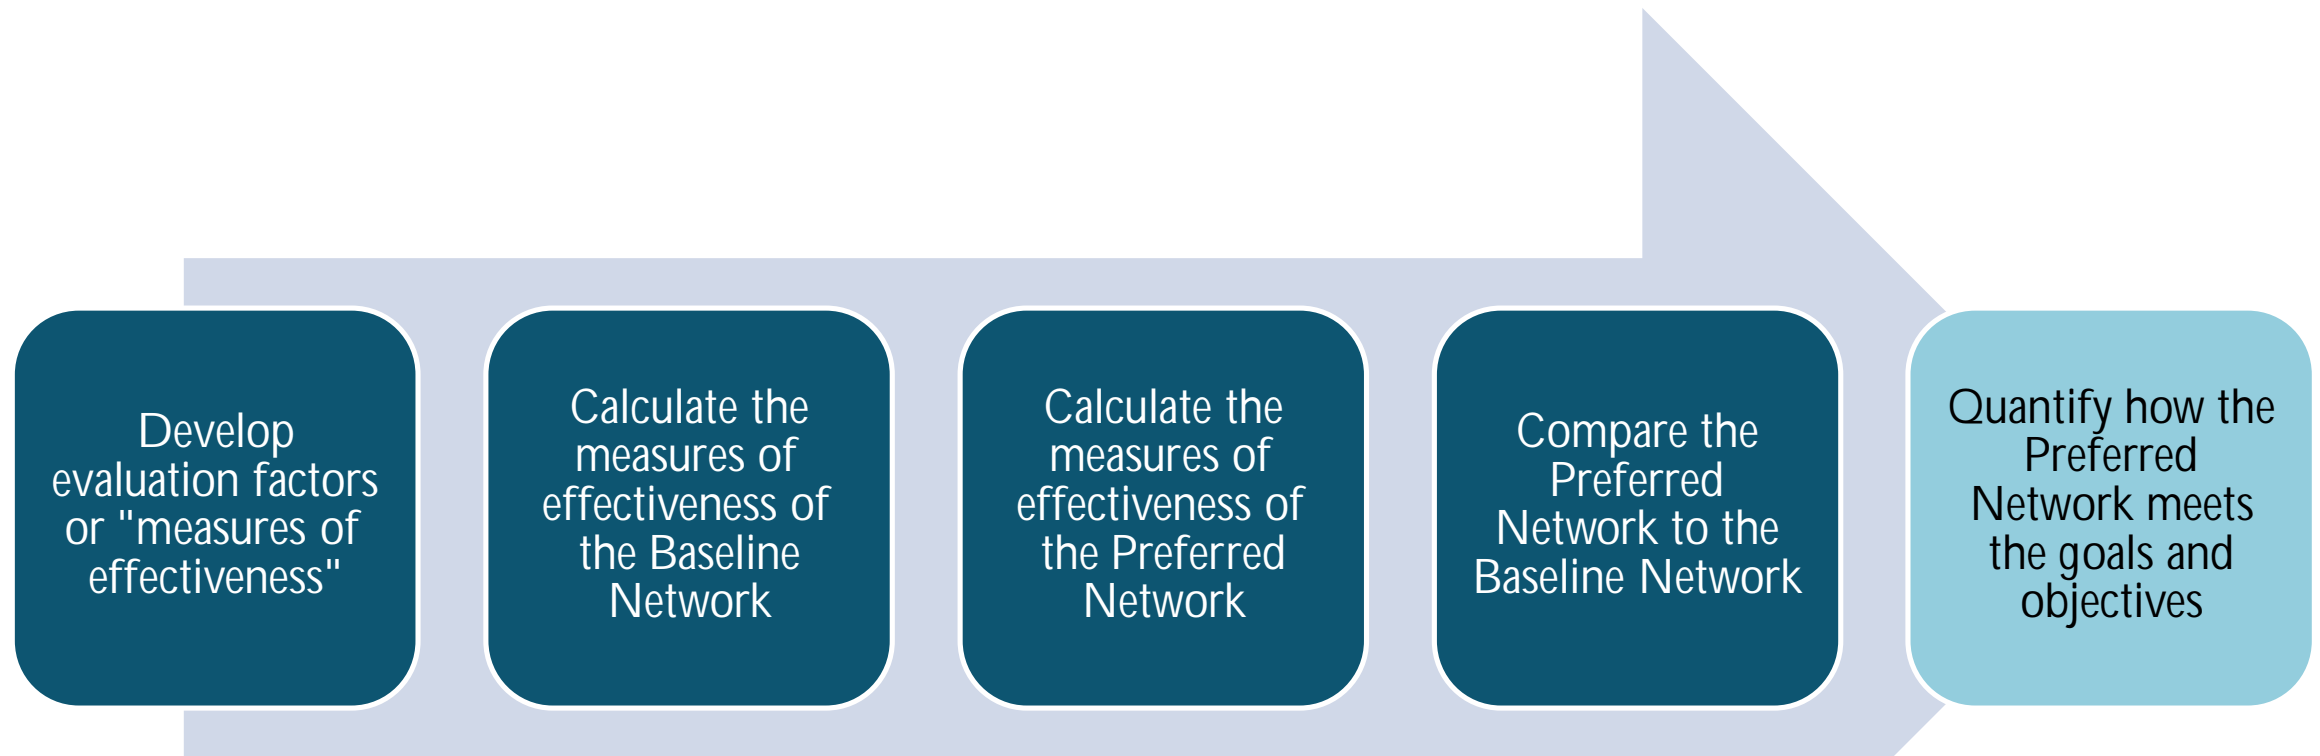 Develop
evaluation factors
or "measures of
effectiveness"
Calculate the
measures of
effectiveness of
the Baseline
Network
Calculate the
measures of
effectiveness of
the Preferred
Network
Compare the
Preferred
Network to the
Baseline Network
Quantify how the
Preferred
Network meets
the goals and
objectives